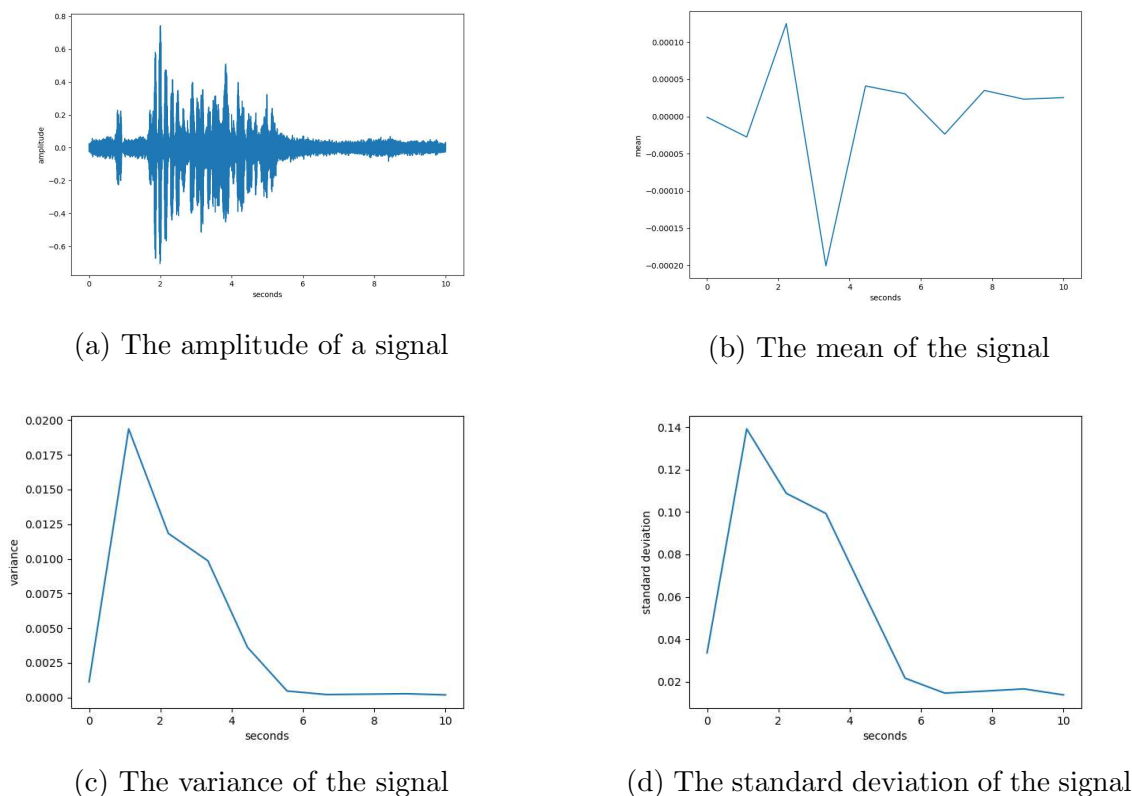 0.8
0.6
0.4
0.2
0.0
−0.2
−0.4
−0.6
amplitude
0 2 4 6 8 10
seconds
(a) The amplitude of a signal
0.00010
0.00005
0.00000
−0.00005
−0.00010
−0.00015
−0.00020
mean
0 2 4 6 8 10
seconds
(b) The mean of the signal
0.0200
0.0175
0.0150
0.0125
0.0100
0.0075
0.0050
0.0025
0.0000
variance
0 2 4 6 8 10
seconds
(c) The variance of the signal
0.14
0.12
0.10
0.08
0.06
0.04
0.02
standard deviation
0 2 4 6 8 10
seconds
(d) The standard deviation of the signal